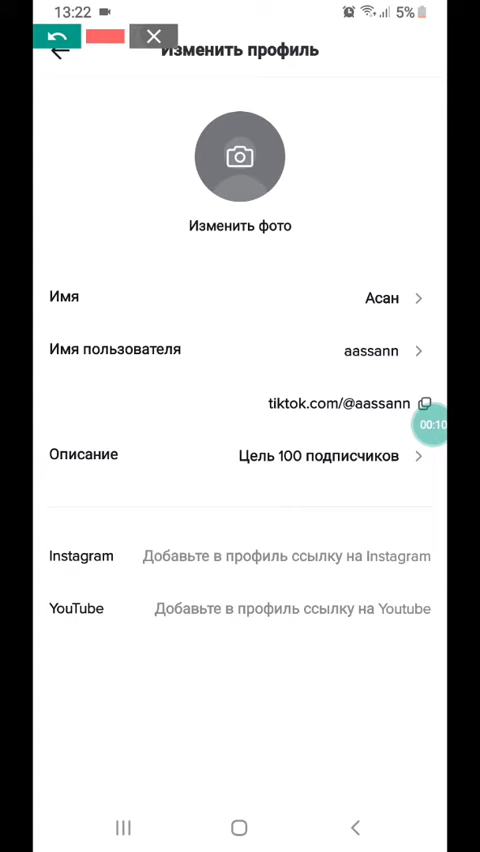 13:22 5%
Изменить профиль
Изменить фото
Имя Асан
Имя пользователя aassann
tiktok.com/@aassann
00:10
Описание Цель 100 подписчиков
Instagram Добавьте в профиль ссылку на Instagram
YouTube Добавьте в профиль ссылку на Youtube